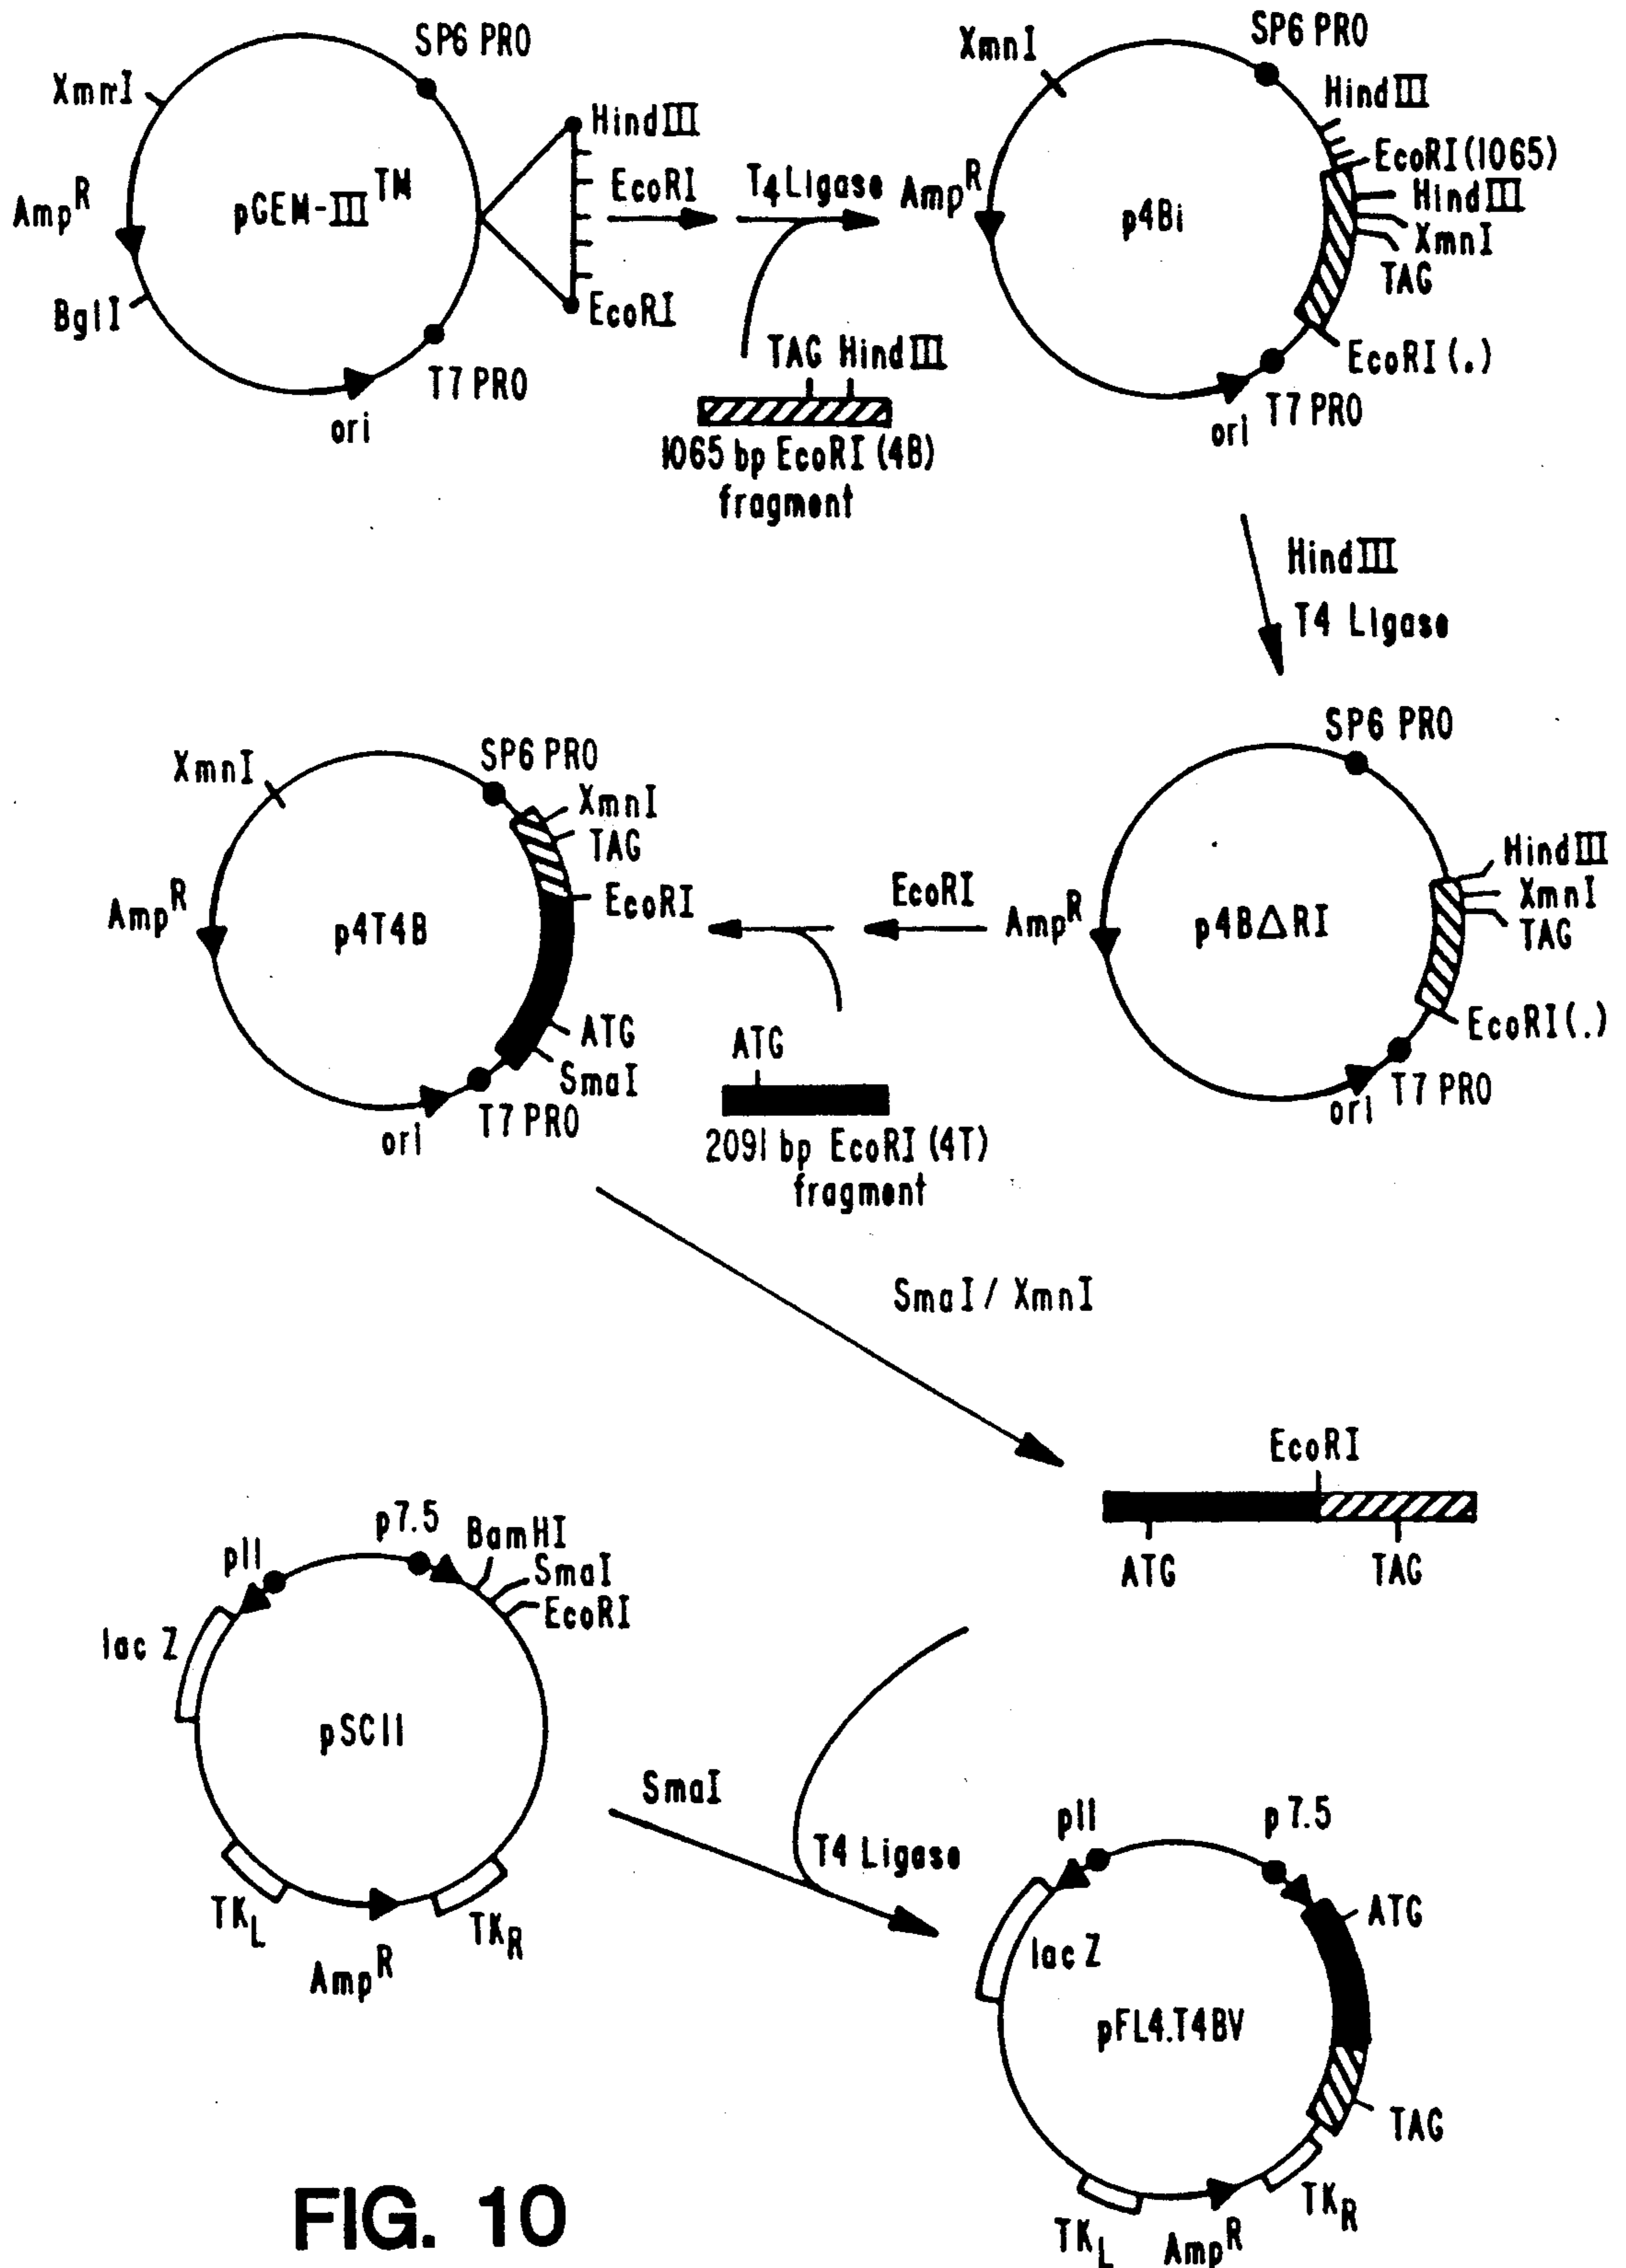 SP6 PRO
XmnI
HindIII
AmpR
pGEM-III TM
EcoRI
T4 Ligase
BglI
EcoRI
T7 PRO
ori
TAG HindIII
1065 bp EcoRI (4B)
fragment
SP6 PRO
XmnI
HindIII
EcoRI (1065)
AmpR
HindIII
p4Bi
XmnI
TAG
EcoRI (.)
T7 PRO
ori
HindIII
T4 Ligase
SP6 PRO
HindIII
XmnI
TAG
AmpR
p4BΔRI
EcoRI (.)
T7 PRO
ori
EcoRI
ATG
2091 bp EcoRI (4T)
fragment
SP6 PRO
XmnI
XmnI
TAG
EcoRI
AmpR
p4T4B
ATG
SmaI
T7 PRO
ori
SmaI / XmnI
EcoRI
ATG
TAG
p7.5
BamHI
p11
SmaI
EcoRI
lac Z
pSC11
TKL
TKR
AmpR
SmaI
T4 Ligase
p11
p7.5
ATG
lac Z
pFL4.T4BV
TAG
TKR
TKL
AmpR
FIG. 10